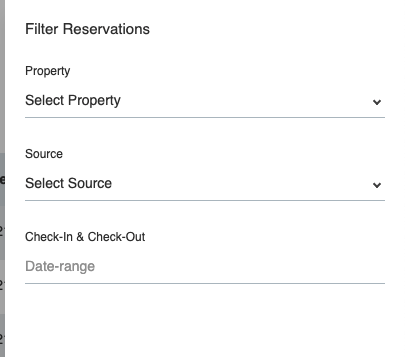 Filter Reservations
Property
Select Property
Source
Select Source
Check-In & Check-Out
Date-range